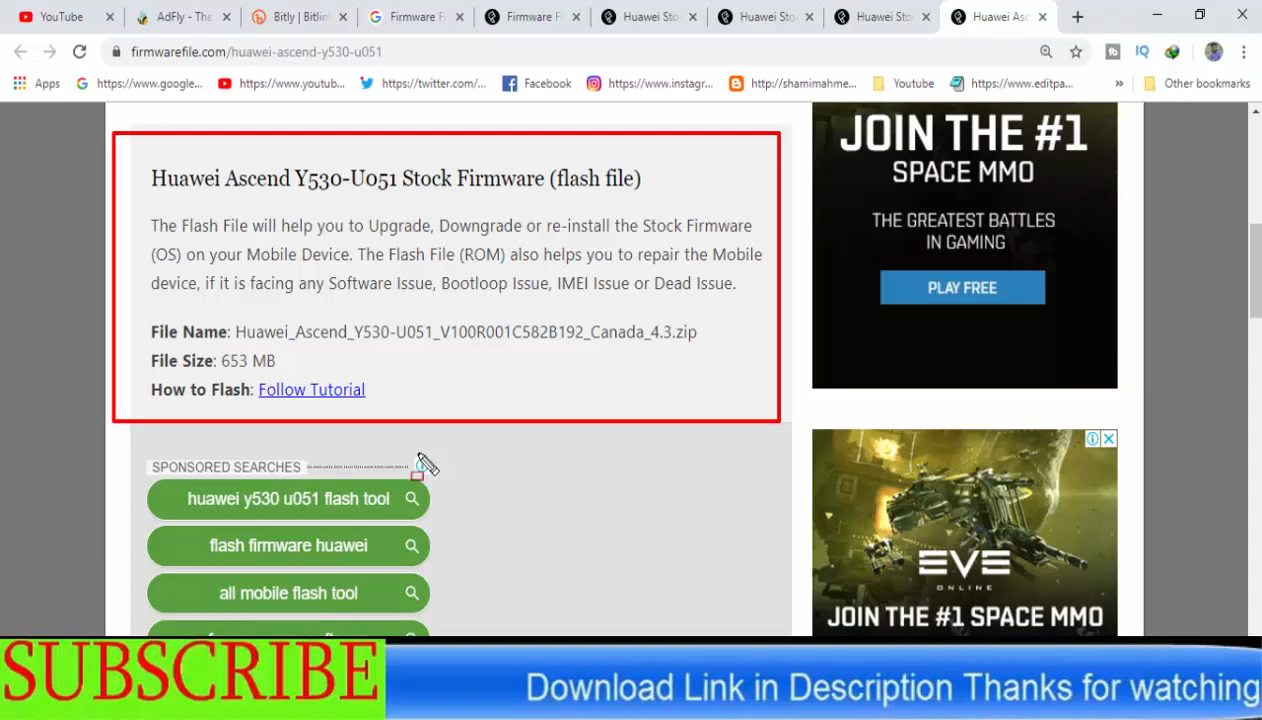 YouTube
AdFly - The
Bitly | Bitlin
Firmware F
Firmware F
Huawei Sto
Huawei Sto
Huawei Sto
Huawei Asc
firmwarefile.com/huawei-ascend-y530-u051
Apps
https://www.google...
https://www.youtub...
https://twitter.com/...
Facebook
https://www.instagr...
http://shamimahme...
Youtube
https://www.editpa...
»
Other bookmarks
Huawei Ascend Y530-U051 Stock Firmware (flash file)
The Flash File will help you to Upgrade, Downgrade or re-install the Stock Firmware
(OS) on your Mobile Device. The Flash File (ROM) also helps you to repair the Mobile
device, if it is facing any Software Issue, Bootloop Issue, IMEI Issue or Dead Issue.
File Name: Huawei_Ascend_Y530-U051_V100R001C582B192_Canada_4.3.zip
File Size: 653 MB
How to Flash: Follow Tutorial
SPONSORED SEARCHES
huawei y530 u051 flash tool
flash firmware huawei
all mobile flash tool
JOIN THE #1
SPACE MMO
THE GREATEST BATTLES
IN GAMING
PLAY FREE
EVE
ONLINE
JOIN THE #1 SPACE MMO
SUBSCRIBE
Download Link in Description Thanks for watching